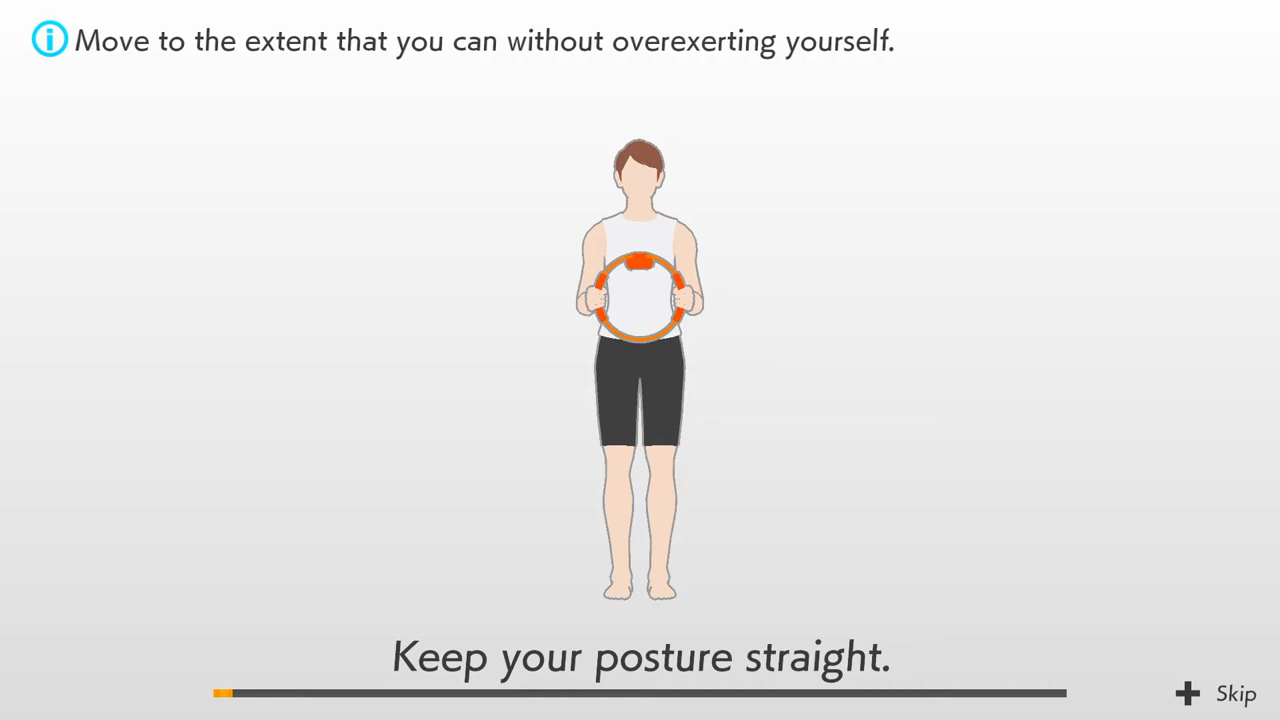 Move to the extent that you can without overexerting yourself.
Keep your posture straight.
Skip